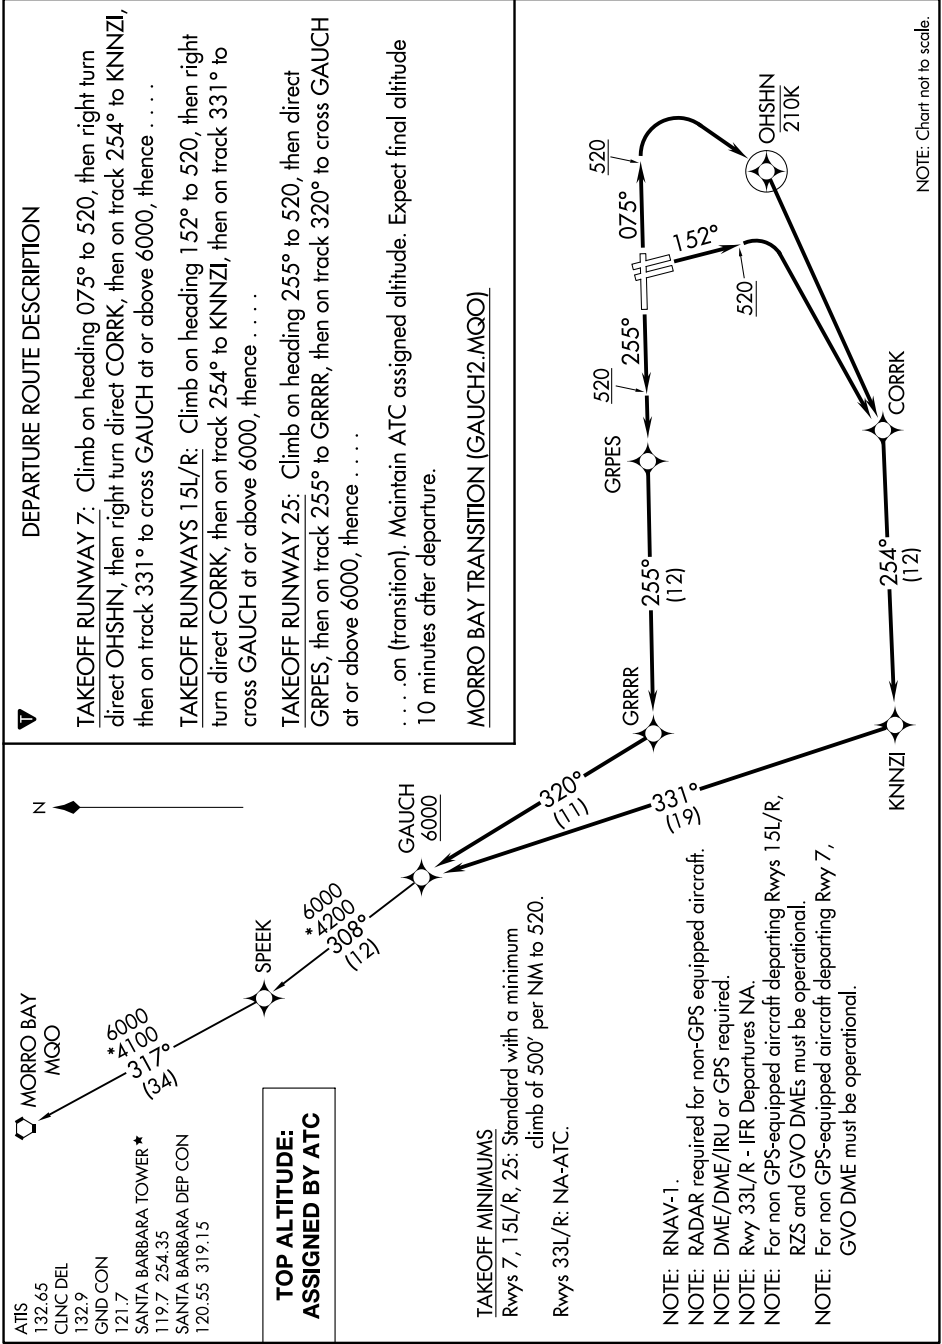 ATIS
132.65
CLNC DEL
132.9
GND CON
121.7
SANTA BARBARA TOWER★
119.7 254.35
SANTA BARBARA DEP CON
120.55 319.15
TOP ALTITUDE:
ASSIGNED BY ATC
TAKEOFF MINIMUMS
Rwys 7, 15L/R, 25: Standard with a minimum
climb of 500' per NM to 520.
Rwys 33L/R: NA-ATC.
NOTE: RNAV-1.
NOTE: RADAR required for non-GPS equipped aircraft.
NOTE: DME/DME/IRU or GPS required.
NOTE: Rwy 33L/R - IFR Departures NA.
NOTE: For non GPS-equipped aircraft departing Rwys 15L/R,
RZS and GVO DMEs must be operational.
NOTE: For non GPS-equipped aircraft departing Rwy 7,
GVO DME must be operational.
MORRO BAY
MQO
6000
*4100
317°
(34)
SPEEK
6000
*4200
308°
(12)
GAUCH
6000
N
320°
(11)
331°
(19)
GRRRR
KNNZI
255°
(12)
254°
(12)
GRPES
CORRK
520
255°
075°
520
152°
520
OHSHN
210K
NOTE: Chart not to scale.
T
DEPARTURE ROUTE DESCRIPTION
TAKEOFF RUNWAY 7: Climb on heading 075° to 520, then right turn
direct OHSHN, then right turn direct CORRK, then on track 254° to KNNZI,
then on track 331° to cross GAUCH at or above 6000, thence . . . .
TAKEOFF RUNWAYS 15L/R: Climb on heading 152° to 520, then right
turn direct CORRK, then on track 254° to KNNZI, then on track 331° to
cross GAUCH at or above 6000, thence . . . .
TAKEOFF RUNWAY 25: Climb on heading 255° to 520, then direct
GRPES, then on track 255° to GRRRR, then on track 320° to cross GAUCH
at or above 6000, thence . . . .
. . . .on (transition). Maintain ATC assigned altitude. Expect final altitude
10 minutes after departure.
MORRO BAY TRANSITION (GAUCH2.MQO)